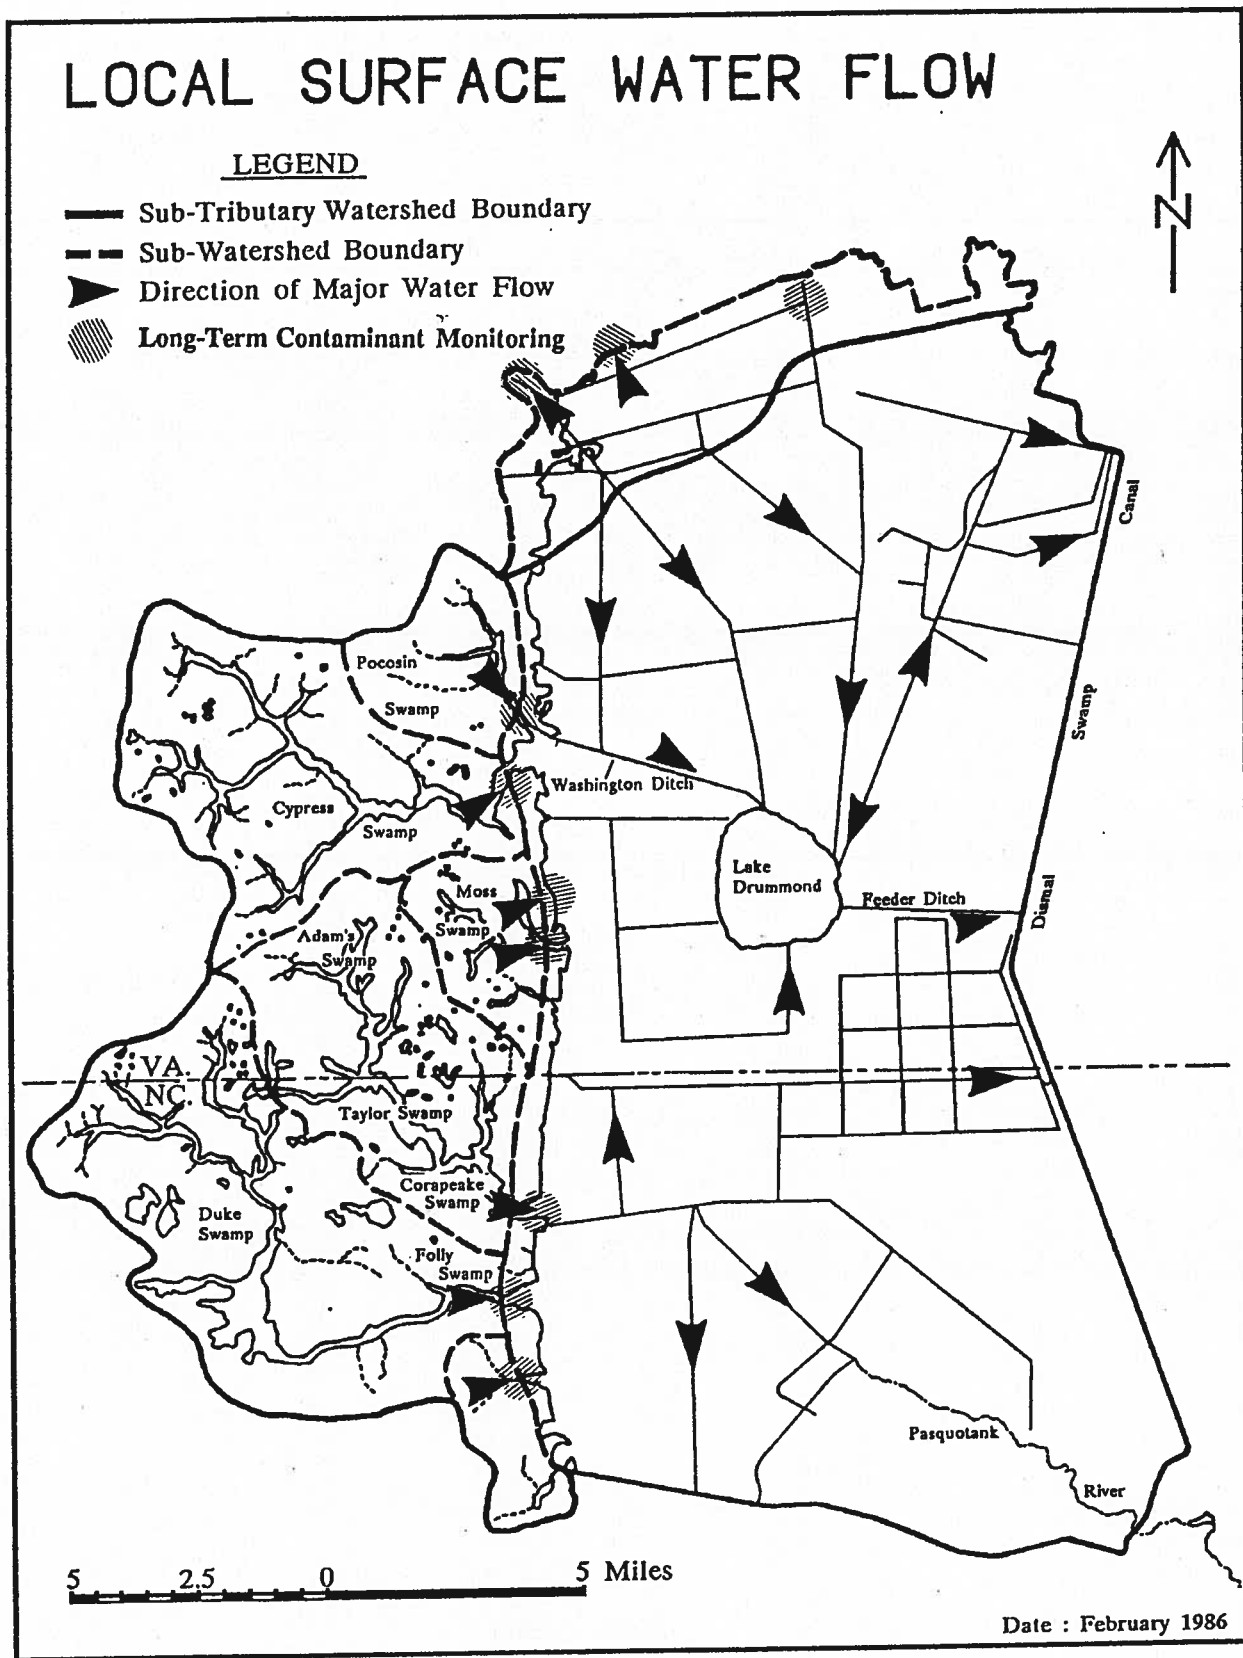 LOCAL SURFACE WATER FLOW
LEGEND
Sub-Tributary Watershed Boundary
Sub-Watershed Boundary
Direction of Major Water Flow
Long-Term Contaminant Monitoring
N
Canal
Swamp
Dismal
Pocosin
Swamp
Washington Ditch
Cypress
Swamp
Lake
Drummond
Feeder Ditch
Moss
Swamp
Adam's
Swamp
VA.
NC.
Taylor Swamp
Corapeake
Swamp
Duke
Swamp
Folly
Swamp
Pasquotank
River
5 2.5 0 5 Miles
Date : February 1986